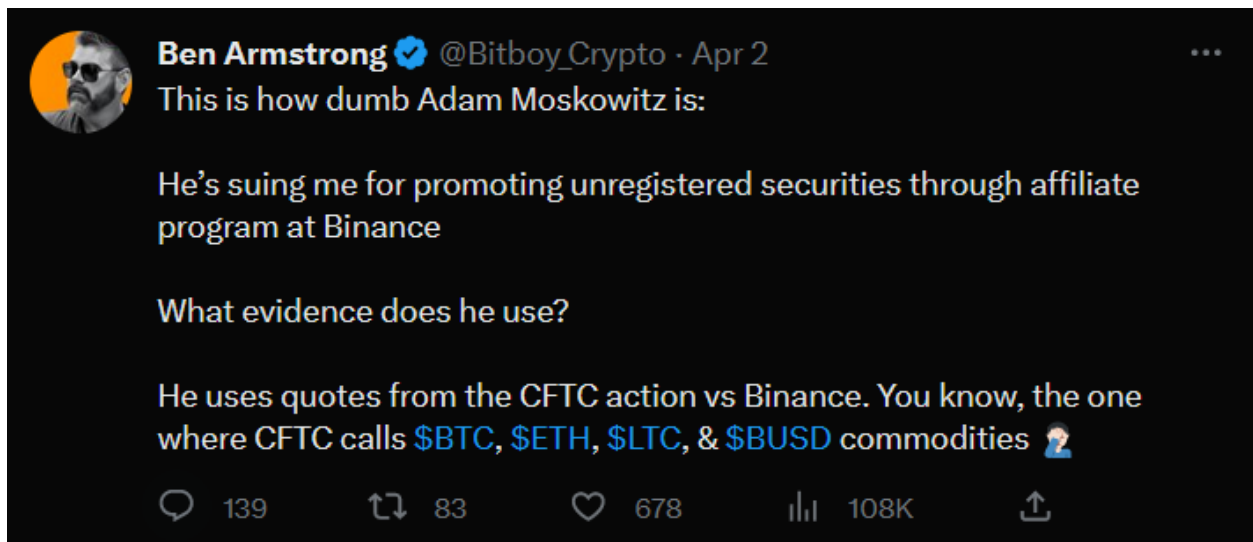 Ben Armstrong @Bitboy_Crypto · Apr 2
This is how dumb Adam Moskowitz is:
He's suing me for promoting unregistered securities through affiliate
program at Binance
What evidence does he use?
He uses quotes from the CFTC action vs Binance. You know, the one
where CFTC calls $BTC, $ETH, $LTC, & $BUSD commodities 🤦🏻‍♂️
139 83 678 108K